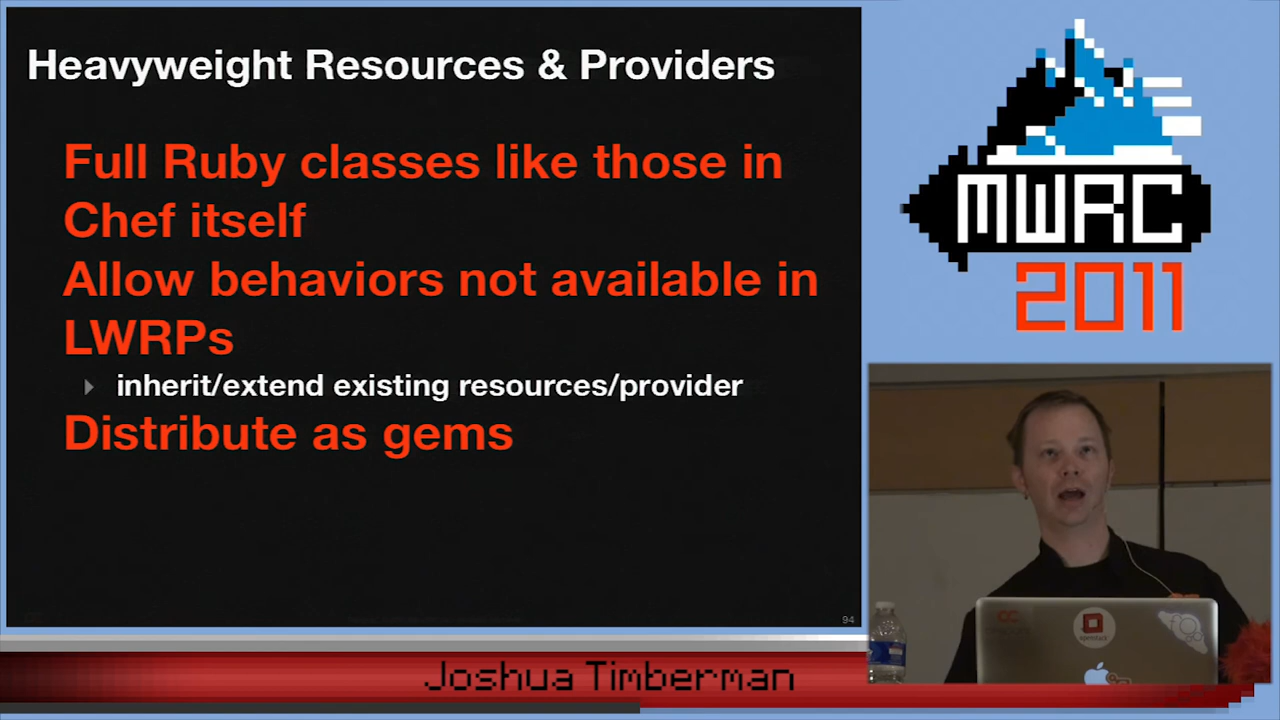 Heavyweight Resources & Providers
Full Ruby classes like those in
Chef itself
Allow behaviors not available in
LWRPs
inherit/extend existing resources/provider
Distribute as gems
94
MWRC
2011
openstack
Joshua Timberman